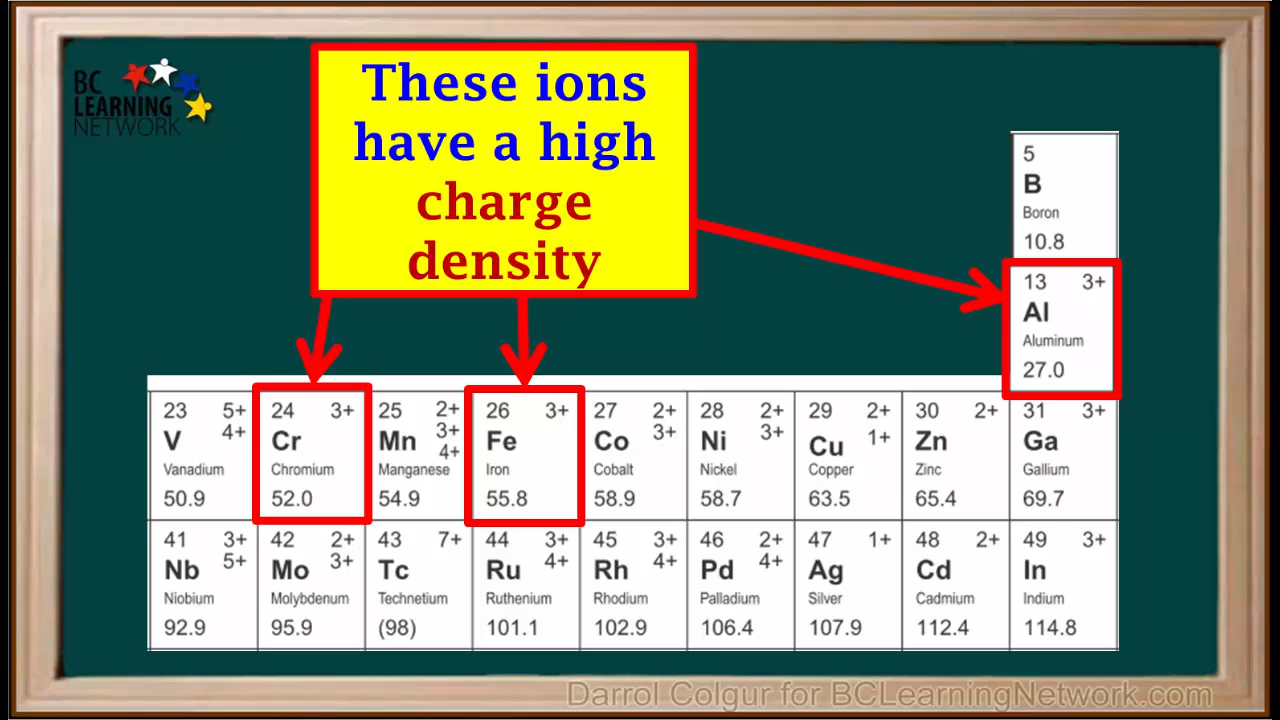 BC
LEARNING
NETWORK
These ions
have a high
charge
density
5
B
Boron
10.8
13 3+
Al
Aluminum
27.0
23 5+
4+
V
Vanadium
50.9
24 3+
Cr
Chromium
52.0
25 2+
3+
4+
Mn
Manganese
54.9
26 3+
Fe
Iron
55.8
27 2+
3+
Co
Cobalt
58.9
28 2+
3+
Ni
Nickel
58.7
29 2+
1+
Cu
Copper
63.5
30 2+
Zn
Zinc
65.4
31 3+
Ga
Gallium
69.7
41 3+
5+
Nb
Niobium
92.9
42 2+
3+
Mo
Molybdenum
95.9
43 7+
Tc
Technetium
(98)
44 3+
4+
Ru
Ruthenium
101.1
45 3+
4+
Rh
Rhodium
102.9
46 2+
4+
Pd
Palladium
106.4
47 1+
Ag
Silver
107.9
48 2+
Cd
Cadmium
112.4
49 3+
In
Indium
114.8
Darrol Colgur for BCLearningNetwork.com